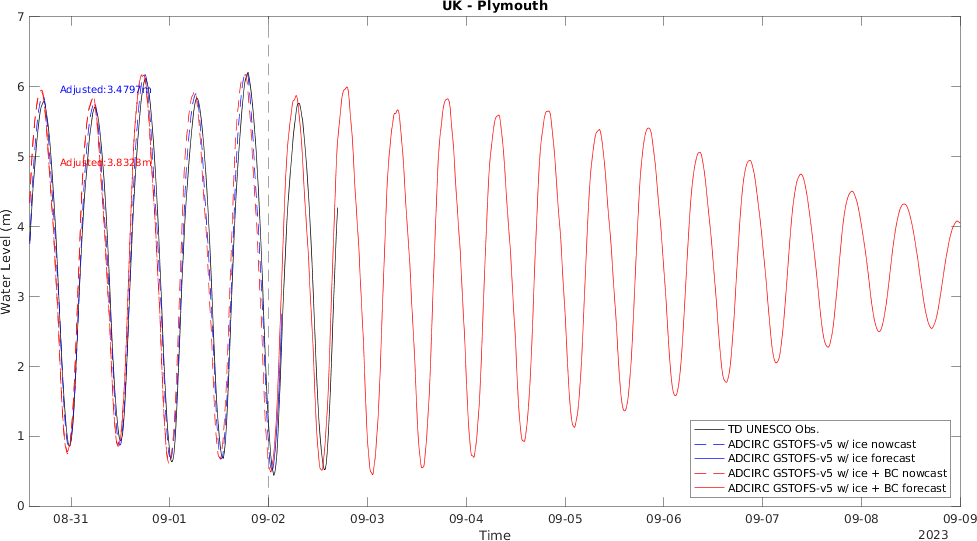 UK - Plymouth
7
6
5
4
3
2
1
0
Water Level (m)
Adjusted:3.4797m
Adjusted:3.8323m
TD UNESCO Obs.
ADCIRC GSTOFS-v5 w/ ice nowcast
ADCIRC GSTOFS-v5 w/ ice forecast
ADCIRC GSTOFS-v5 w/ ice + BC nowcast
ADCIRC GSTOFS-v5 w/ ice + BC forecast
08-31 09-01 09-02 09-03 09-04 09-05 09-06 09-07 09-08 09-09
Time
2023